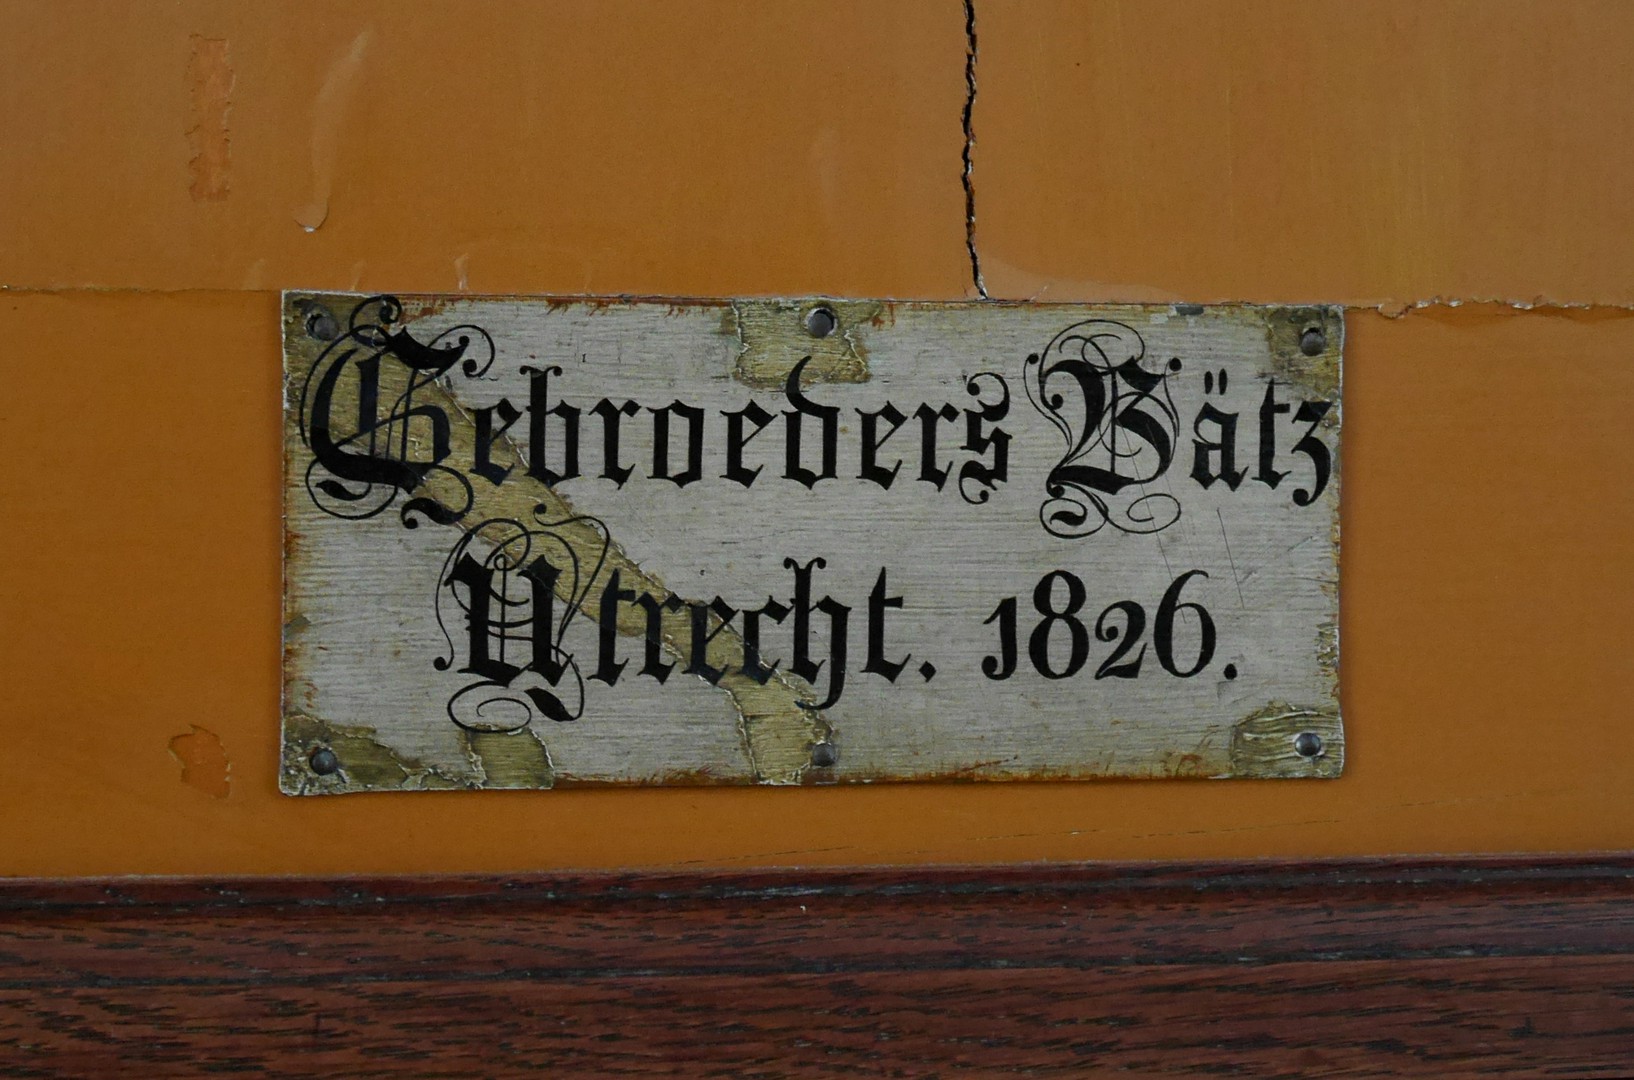 Gebroeders Bätz
Utrecht. 1826.